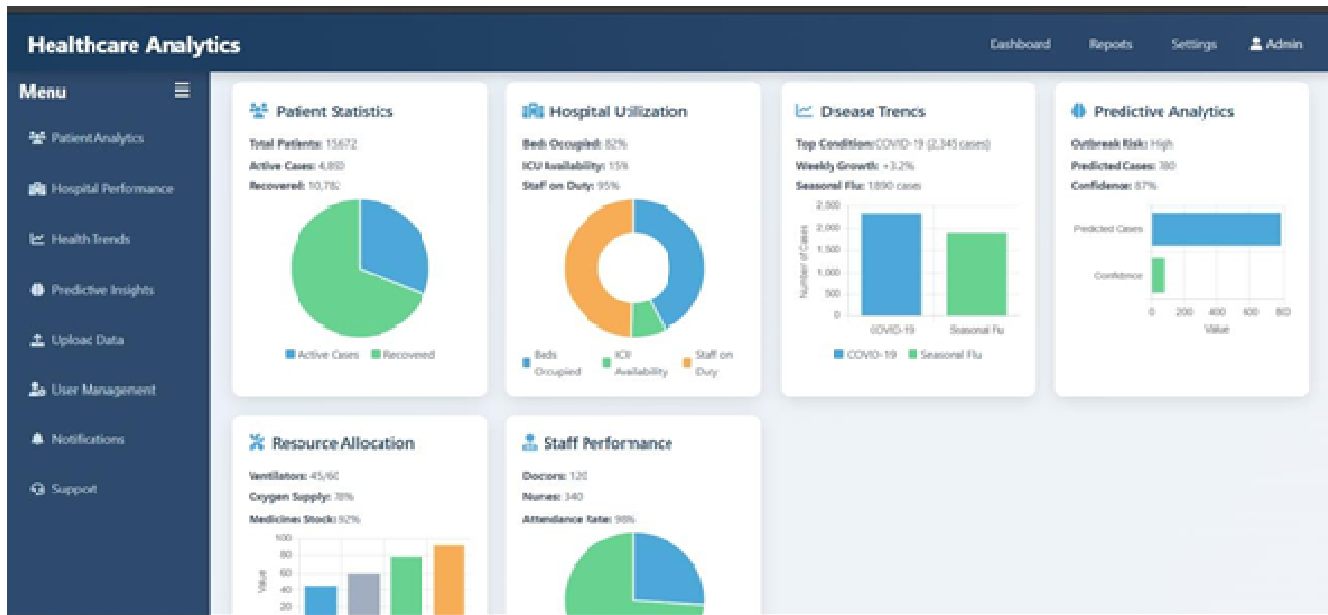 Healthcare Analytics
Dashboard
Reports
Settings
Admin
Menu
Patient Analytics
Hospital Performance
Health Trends
Predictive Insights
Upload Data
User Management
Notifications
Support
Patient Statistics
Total Patients: 15,672
Active Cases: 4,890
Recovered: 10,782
Active Cases
Recovered
Hospital Utilization
Beds Occupied: 82%
ICU Availability: 15%
Staff on Duty: 95%
Beds Occupied
ICU Availability
Staff on Duty
Disease Trends
Top Condition: COVID-19 (2,345 cases)
Weekly Growth: +3.2%
Seasonal Flu: 1890 cases
Number of Cases
2,500
2,000
1,500
1,000
500
0
COVID-19
Seasonal Flu
COVID-19
Seasonal Flu
Predictive Analytics
Outbreak Risk: High
Predicted Cases: 780
Confidence: 87%
Predicted Cases
Confidence
0
200
400
600
800
Value
Resource Allocation
Ventilators: 45/60
Oxygen Supply: 78%
Medicines Stock: 92%
Value
100
80
60
40
20
Staff Performance
Doctors: 120
Nurses: 340
Attendance Rate: 98%